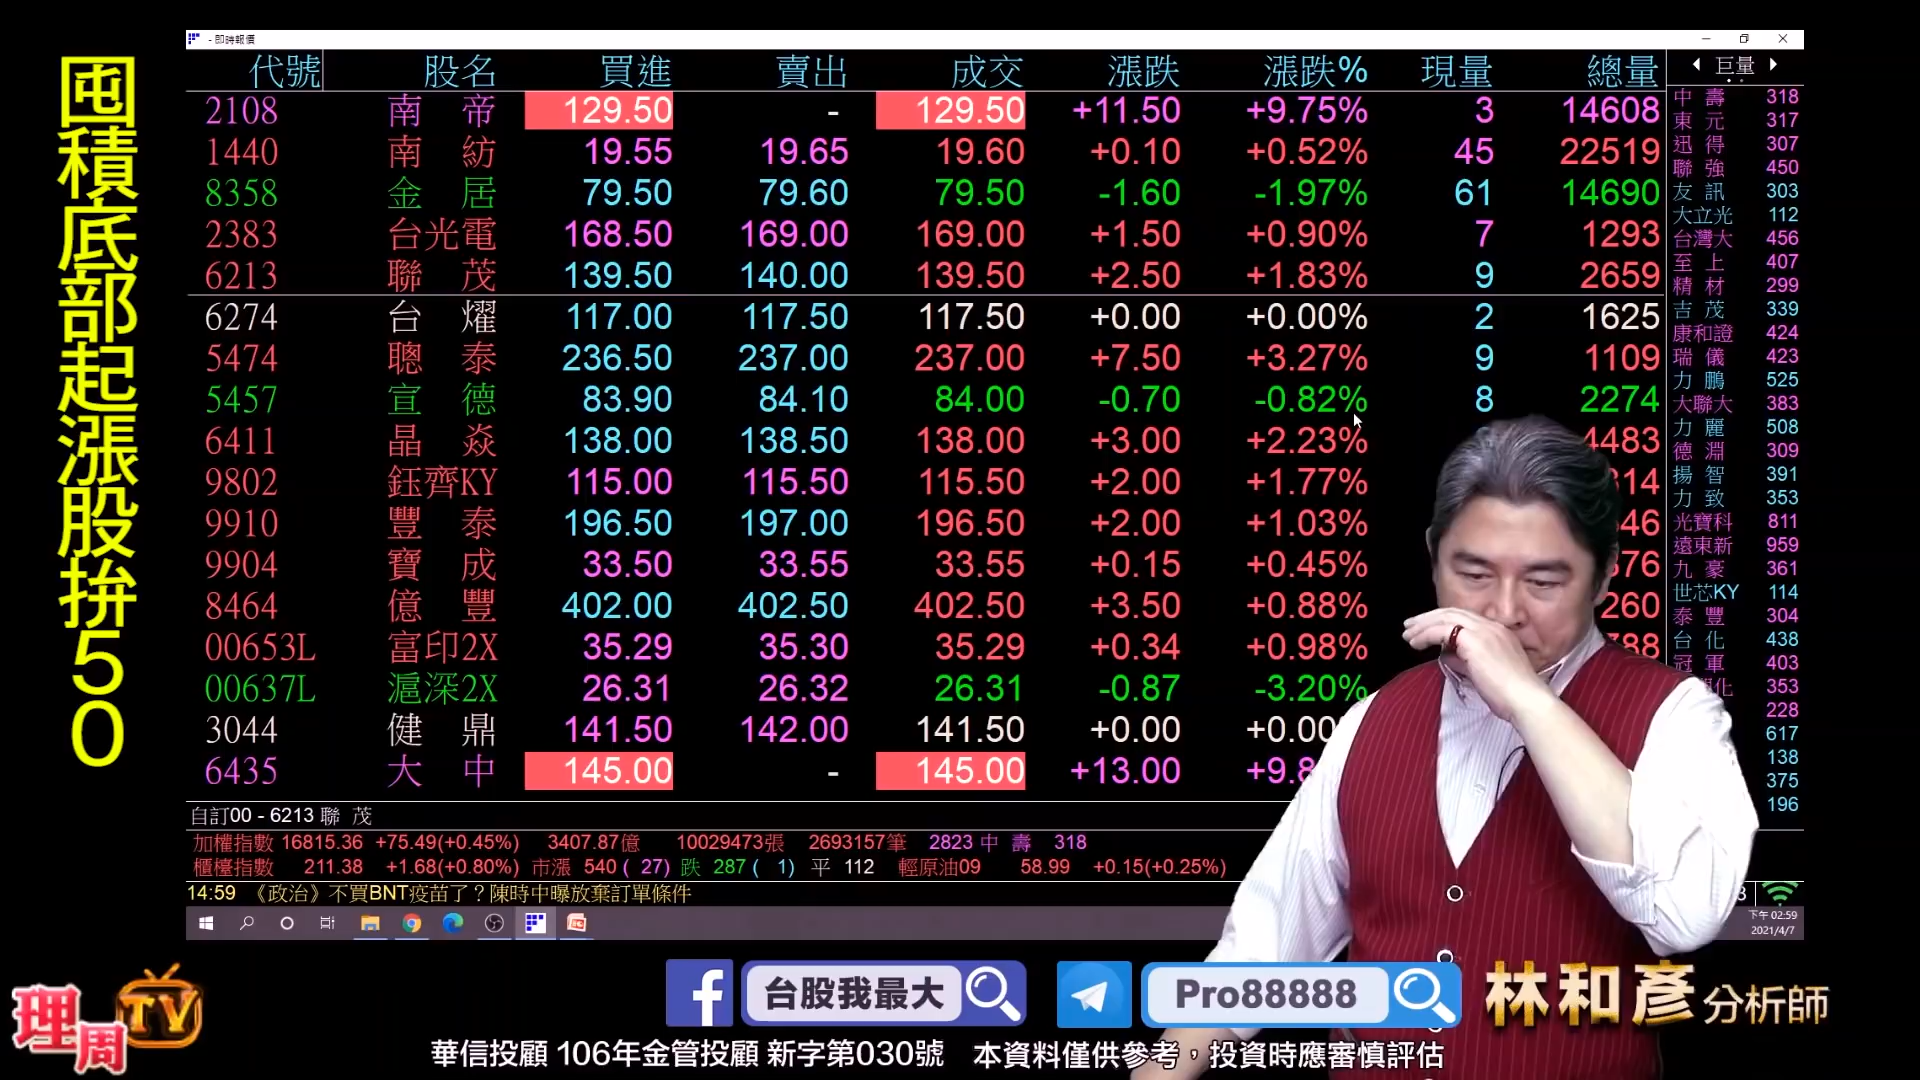 囤積底部起漲股拚50
- 即時報價
代號 股名 買進 賣出 成交 漲跌 漲跌% 現量 總量
2108 南帝 129.50 - 129.50 +11.50 +9.75% 3 14608
1440 南紡 19.55 19.65 19.60 +0.10 +0.52% 45 22519
8358 金居 79.50 79.60 79.50 -1.60 -1.97% 61 14690
2383 台光電 168.50 169.00 169.00 +1.50 +0.90% 7 1293
6213 聯茂 139.50 140.00 139.50 +2.50 +1.83% 9 2659
6274 台燿 117.00 117.50 117.50 +0.00 +0.00% 2 1625
5474 聰泰 236.50 237.00 237.00 +7.50 +3.27% 9 1109
5457 宣德 83.90 84.10 84.00 -0.70 -0.82% 8 2274
6411 晶焱 138.00 138.50 138.00 +3.00 +2.23% 4483
9802 鈺齊KY 115.00 115.50 115.50 +2.00 +1.77% 14
9910 豐泰 196.50 197.00 196.50 +2.00 +1.03% 46
9904 寶成 33.50 33.55 33.55 +0.15 +0.45% 76
8464 億豐 402.00 402.50 402.50 +3.50 +0.88% 260
00653L 富印2X 35.29 35.30 35.29 +0.34 +0.98% 88
00637L 滬深2X 26.31 26.32 26.31 -0.87 -3.20%
3044 健鼎 141.50 142.00 141.50 +0.00 +0.00
6435 大中 145.00 - 145.00 +13.00 +9.8
巨量
中壽 318
東元 317
迅得 307
聯強 450
友訊 303
大立光 112
台灣大 456
至上 407
精材 299
吉茂 339
康和證 424
瑞儀 423
力鵬 525
大聯大 383
力麗 508
德淵 309
揚智 391
力致 353
光寶科 811
遠東新 959
九豪 361
世芯KY 114
泰豐 304
台化 438
冠軍 403
化 353
228
617
138
375
196
自訂00 - 6213 聯茂
加權指數 16815.36 +75.49(+0.45%) 3407.87億 10029473張 2693157筆 2823 中壽 318
櫃檯指數 211.38 +1.68(+0.80%) 市漲 540 ( 27) 跌 287 ( 1) 平 112 輕原油09 58.99 +0.15(+0.25%)
14:59 《政治》不買BNT疫苗了？陳時中曝放棄訂單條件
下午 02:59
2021/4/7
理周TV
台股我最大
Pro88888
林和彥 分析師
華信投顧 106年金管投顧 新字第030號 本資料僅供參考，投資時應審慎評估